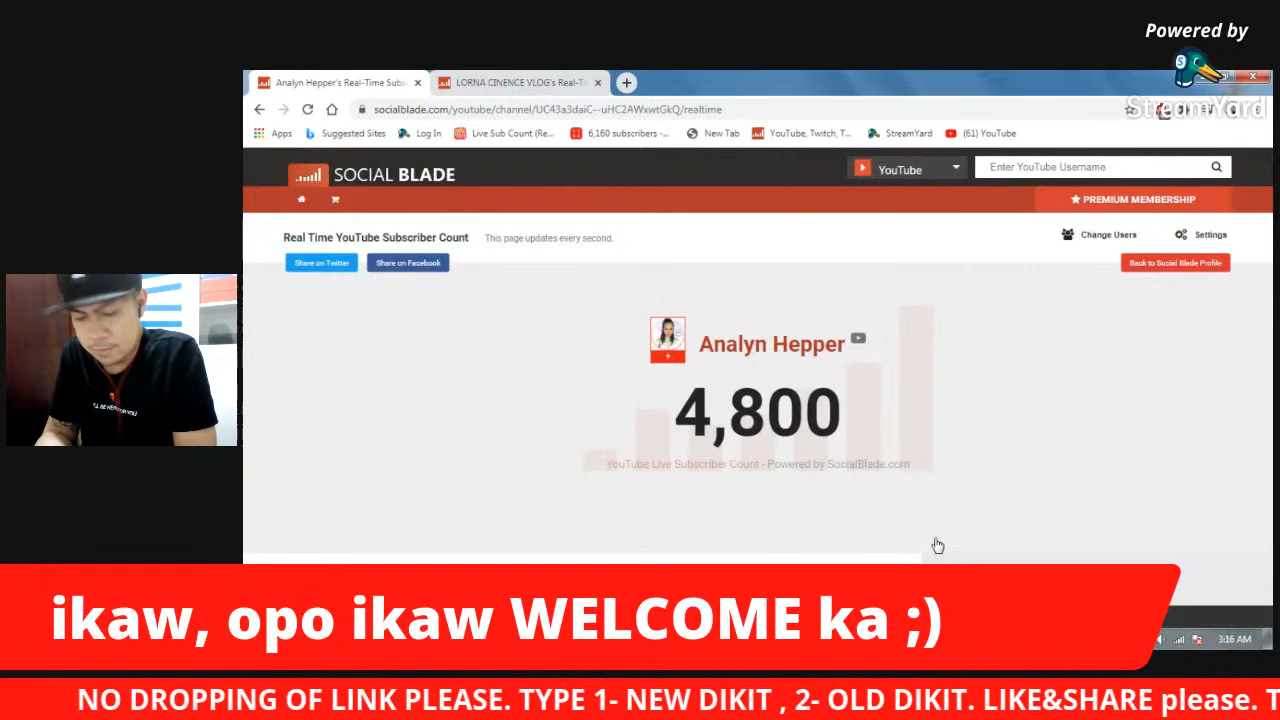 Powered by
StreamYard
Analyn Hepper's Real-Time Subs
LORNA CINENCE VLOG's Real-Ti
socialblade.com/youtube/channel/UC43a3daiC--uHC2AWxwtGkQ/realtime
Apps Suggested Sites Log In Live Sub Count (Re... 6,160 subscribers -... New Tab YouTube, Twitch, T... StreamYard (61) YouTube
SOCIAL BLADE
YouTube
Enter YouTube Username
PREMIUM MEMBERSHIP
Real Time YouTube Subscriber Count This page updates every second.
Change Users Settings
Share on Twitter Share on Facebook
Back to Social Blade Profile
Analyn Hepper
4,800
YouTube Live Subscriber Count - Powered by SocialBlade.com
ikaw, opo ikaw WELCOME ka ;)
3:16 AM
NO DROPPING OF LINK PLEASE. TYPE 1- NEW DIKIT , 2- OLD DIKIT. LIKE&SHARE please. T